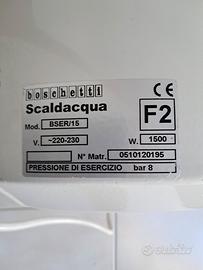 boschetti
CE
Scaldacqua
F2
Mod. BSER/15
V. ~220-230 W. 1500
N° Matr. 0510120195
PRESSIONE DI ESERCIZIO bar 8
subito